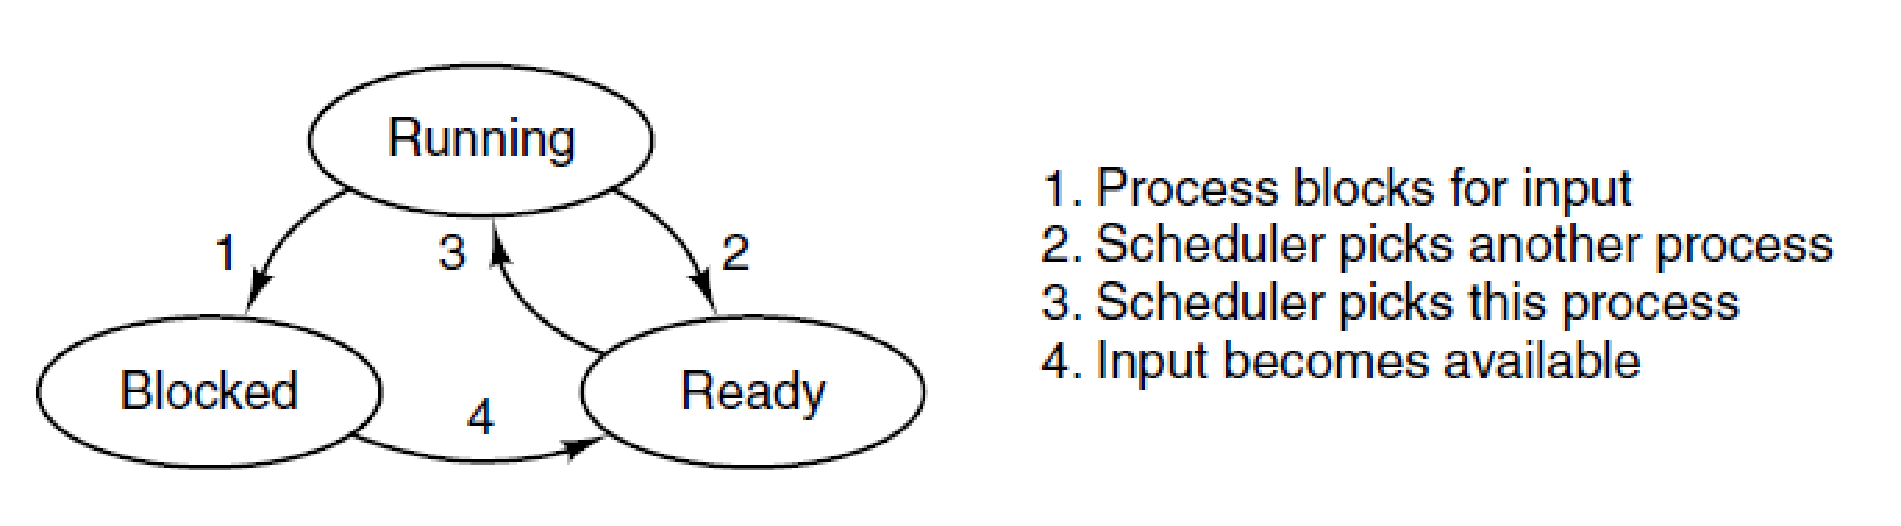 Running
1
3
2
Blocked
4
Ready
1. Process blocks for input
2. Scheduler picks another process
3. Scheduler picks this process
4. Input becomes available